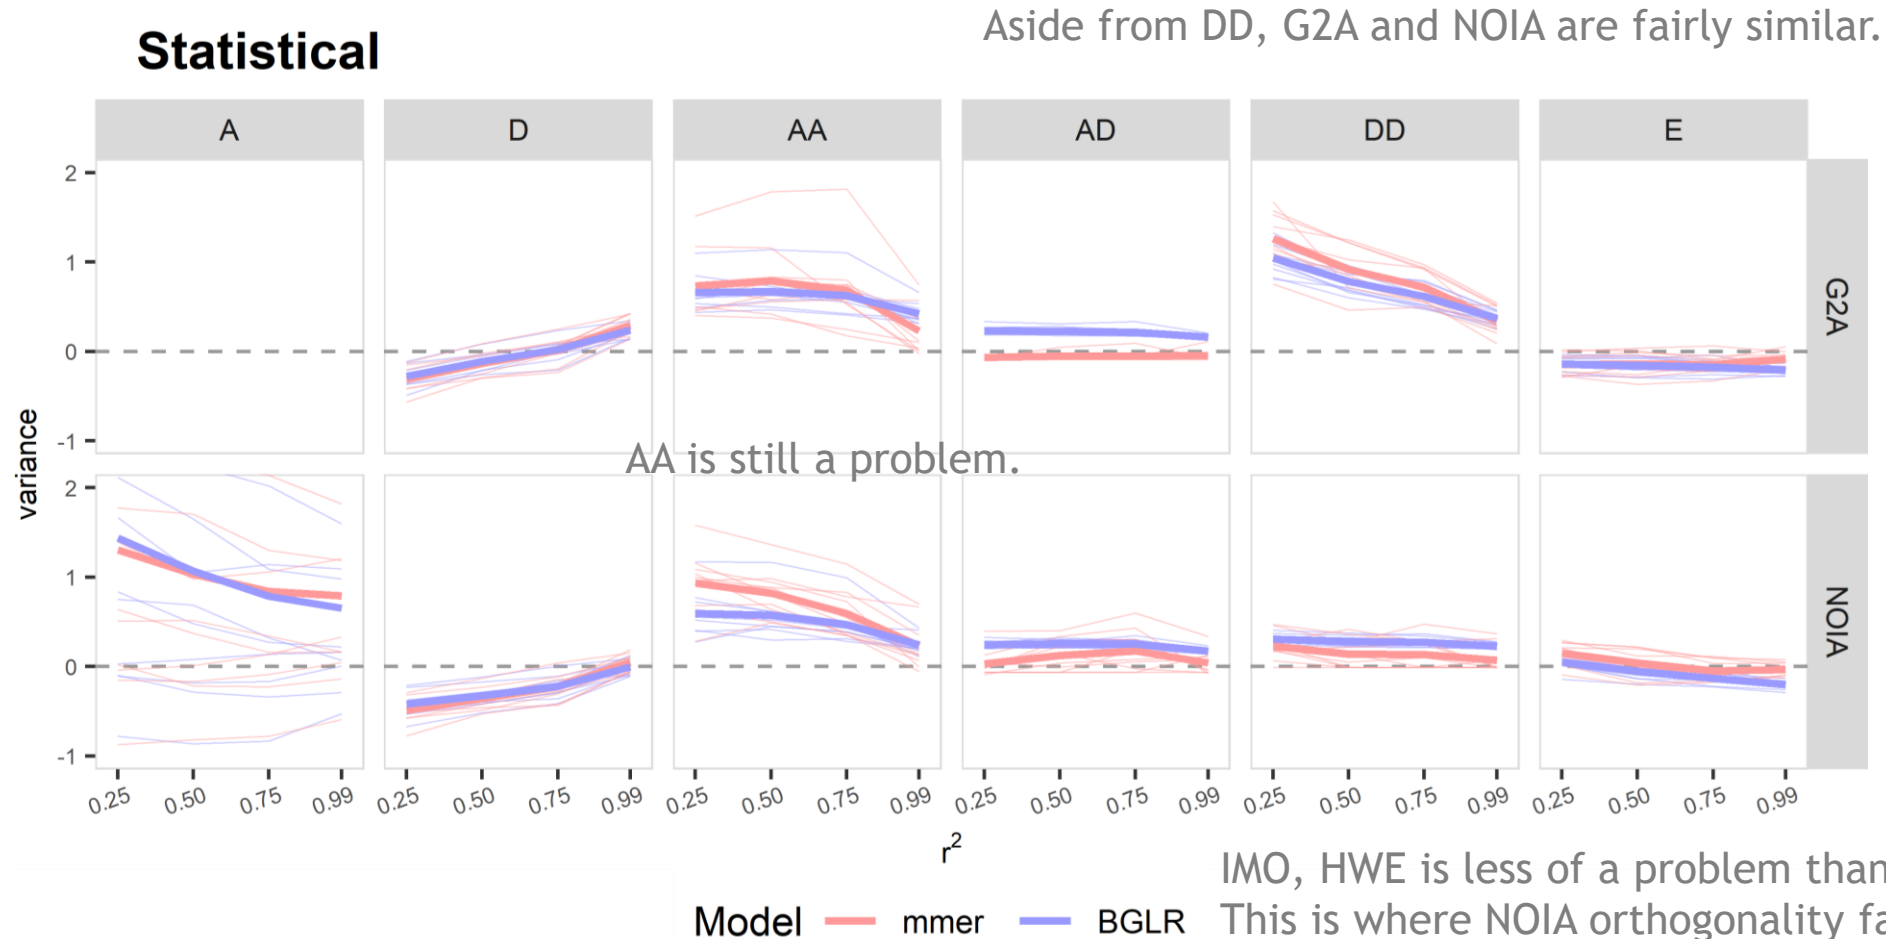 Aside from DD, G2A and NOIA are fairly similar.
Statistical
A D AA AD DD E
2
1
0
-1
G2A
AA is still a problem.
variance
2
1
0
-1
NOIA
0.25 0.50 0.75 0.99 0.25 0.50 0.75 0.99 0.25 0.50 0.75 0.99 0.25 0.50 0.75 0.99 0.25 0.50 0.75 0.99 0.25 0.50 0.75 0.99
r²
IMO, HWE is less of a problem than
This is where NOIA orthogonality fa
Model mmer BGLR